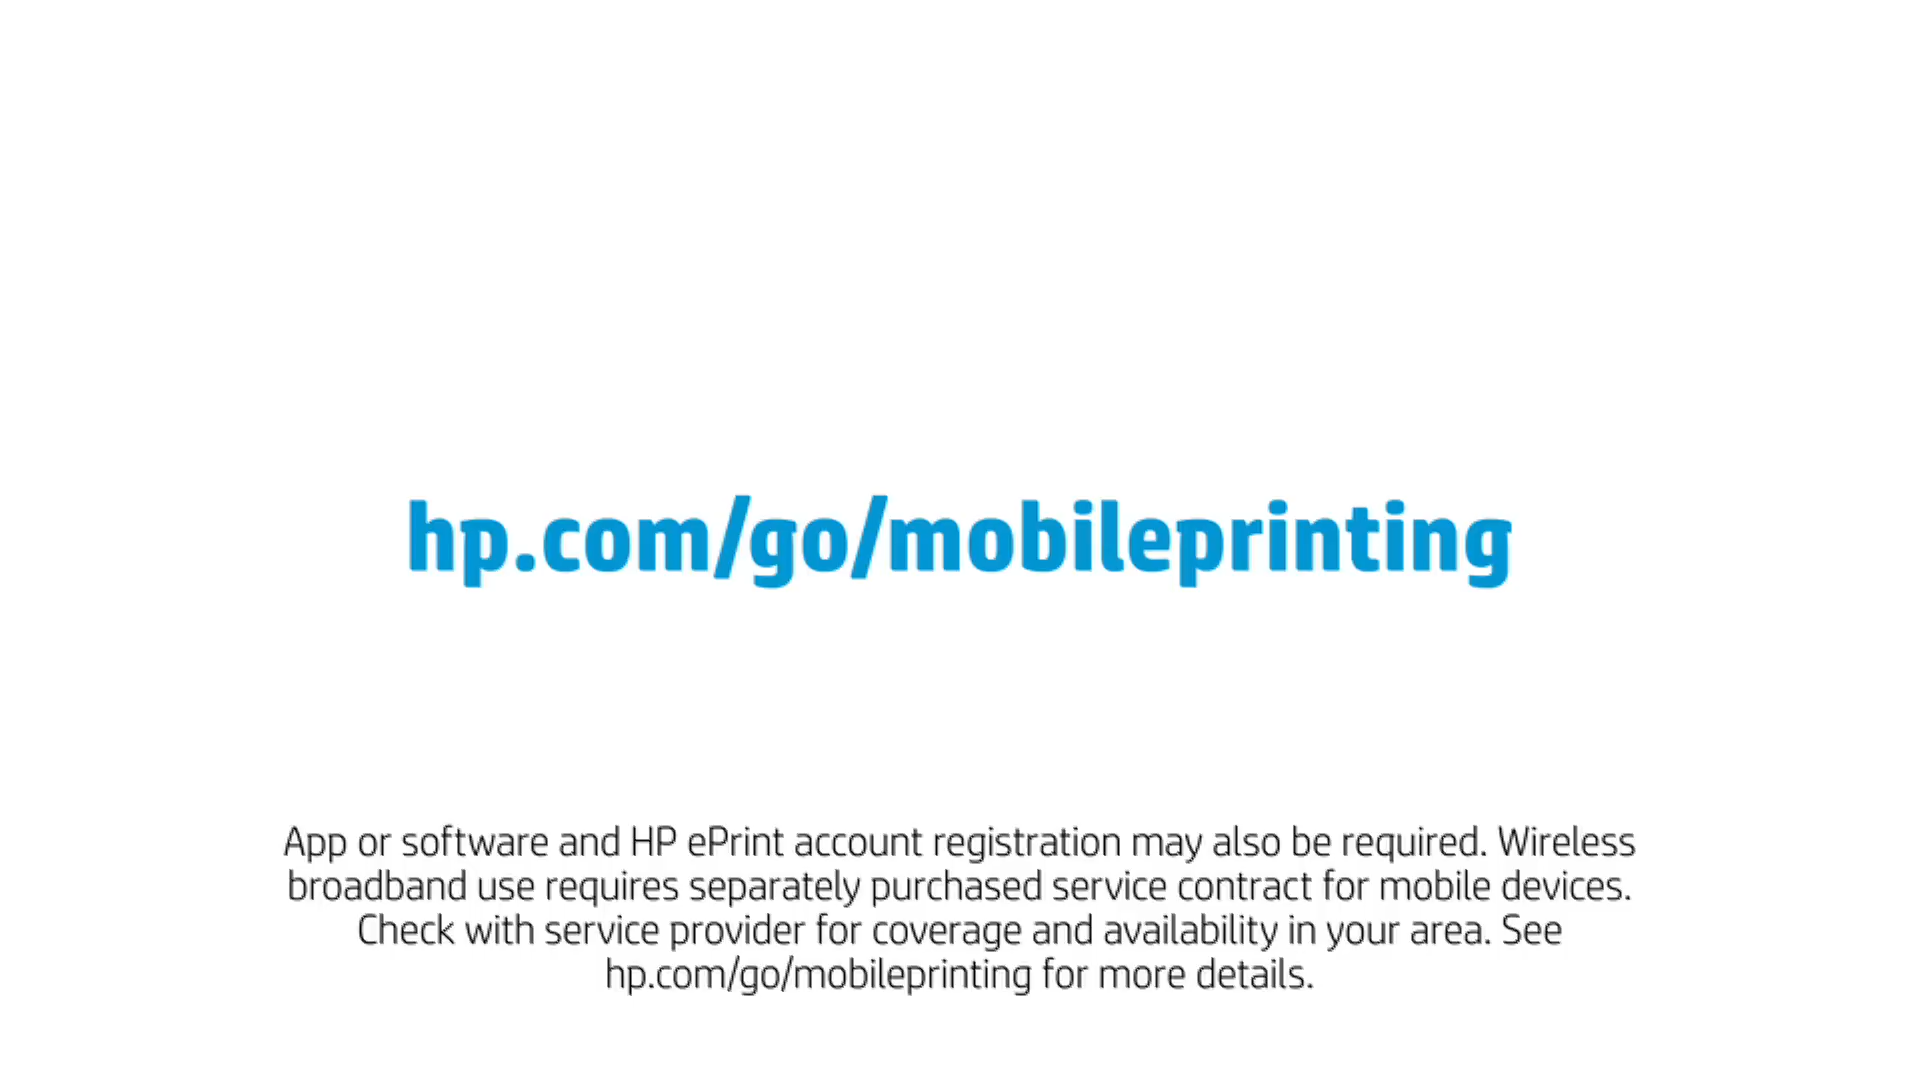 hp.com/go/mobileprinting
App or software and HP ePrint account registration may also be required. Wireless
broadband use requires separately purchased service contract for mobile devices.
Check with service provider for coverage and availability in your area. See
hp.com/go/mobileprinting for more details.